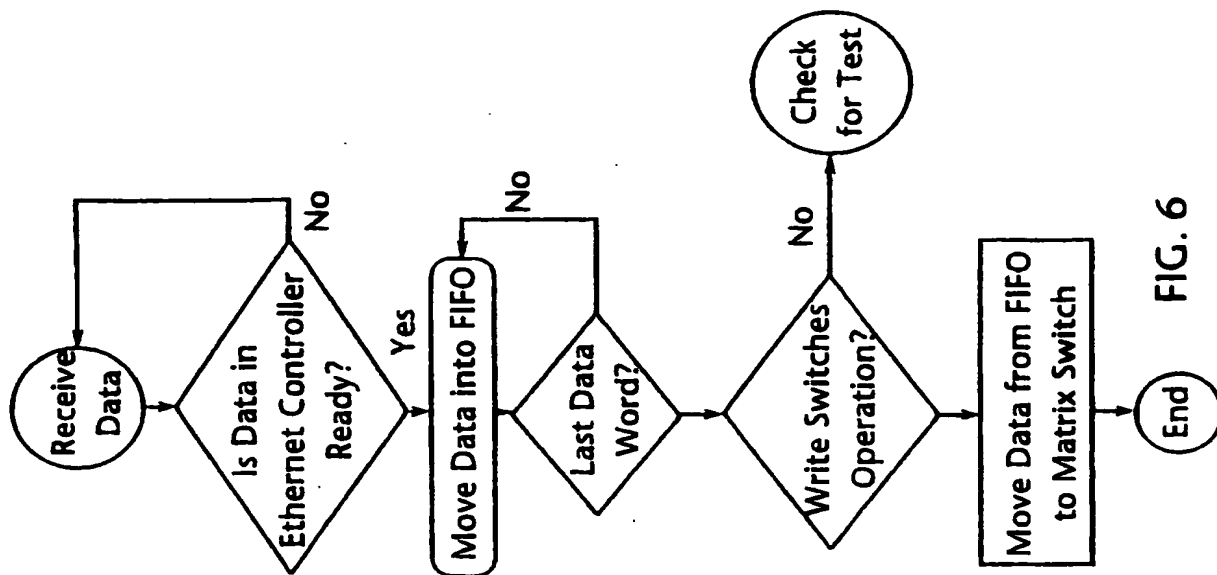 Receive
Data
Is Data in
Ethernet Controller
Ready?
No
Yes
Move Data into FIFO
Last Data
Word?
No
Write Switches
Operation?
No
Check
for Test
Move Data from FIFO
to Matrix Switch
End
FIG. 6